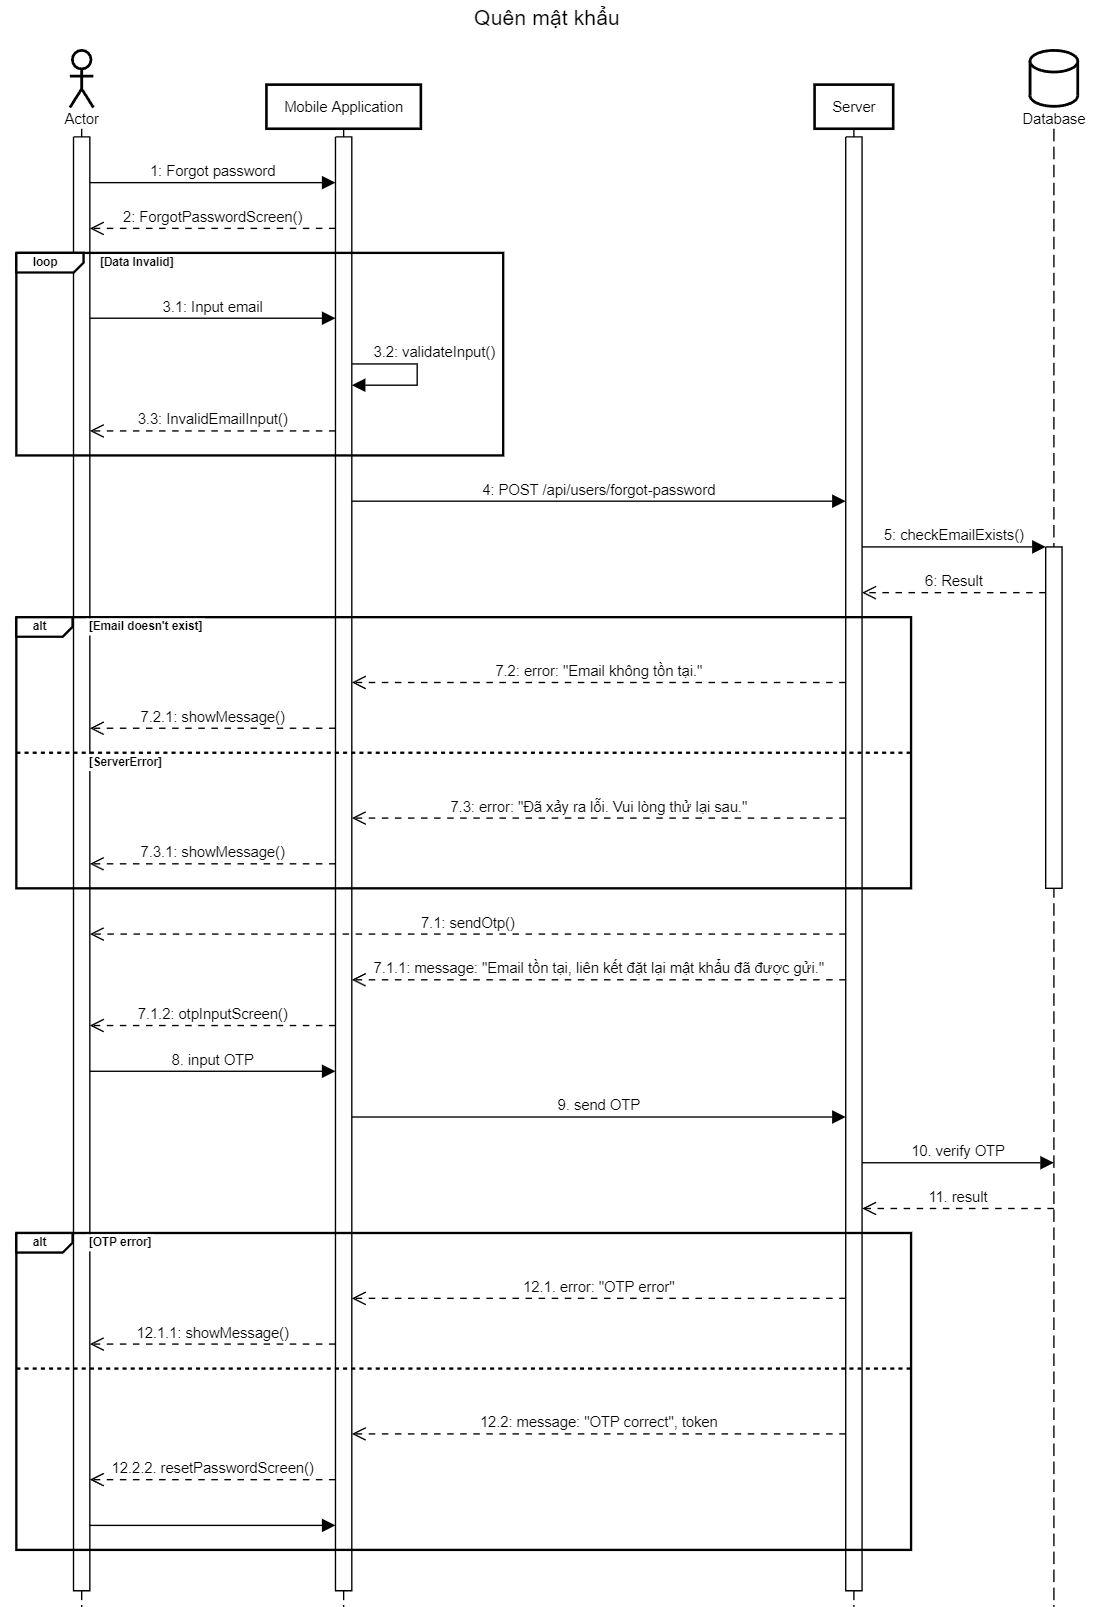 Quên mật khẩu
Actor
Mobile Application
Server
Database
1: Forgot password
2: ForgotPasswordScreen()
loop
[Data Invalid]
3.1: Input email
3.2: validateInput()
3.3: InvalidEmailInput()
4: POST /api/users/forgot-password
5: checkEmailExists()
6: Result
alt
[Email doesn't exist]
7.2: error: "Email không tồn tại."
7.2.1: showMessage()
[ServerError]
7.3: error: "Đã xảy ra lỗi. Vui lòng thử lại sau."
7.3.1: showMessage()
7.1: sendOtp()
7.1.1: message: "Email tồn tại, liên kết đặt lại mật khẩu đã được gửi."
7.1.2: otpInputScreen()
8. input OTP
9. send OTP
10. verify OTP
11. result
alt
[OTP error]
12.1. error: "OTP error"
12.1.1: showMessage()
12.2: message: "OTP correct", token
12.2.2. resetPasswordScreen()